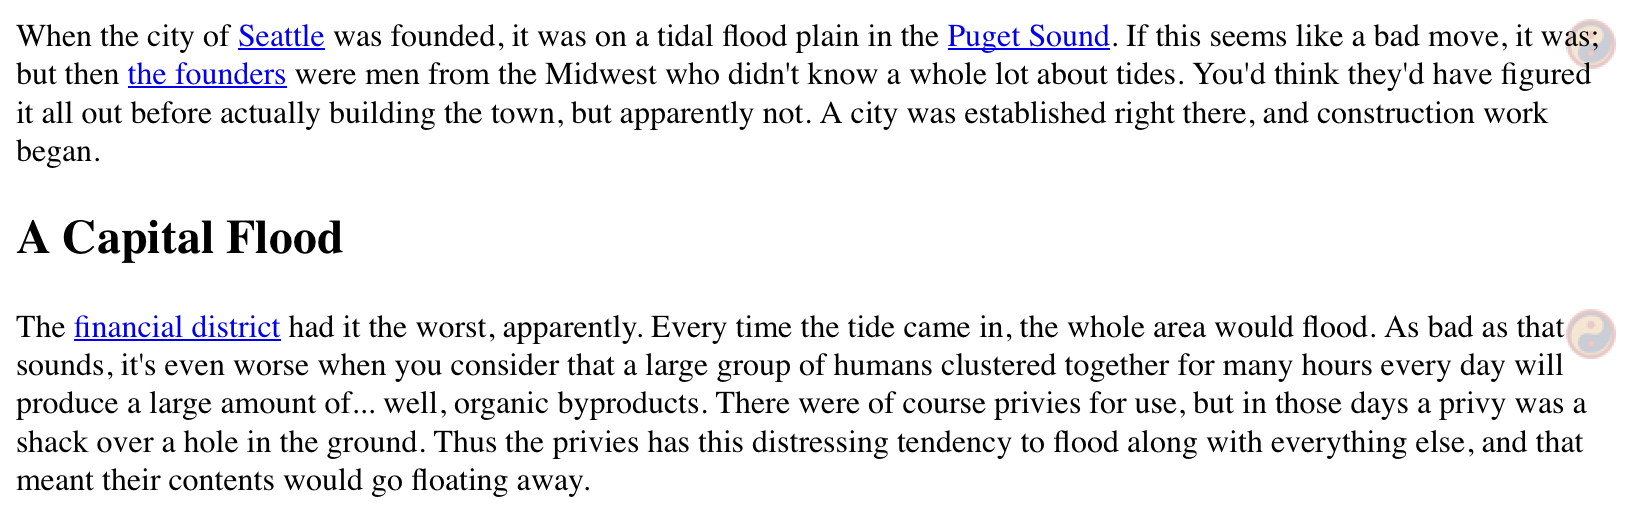 When the city of Seattle was founded, it was on a tidal flood plain in the Puget Sound. If this seems like a bad move, it was;
but then the founders were men from the Midwest who didn't know a whole lot about tides. You'd think they'd have figured
it all out before actually building the town, but apparently not. A city was established right there, and construction work
began.
A Capital Flood
The financial district had it the worst, apparently. Every time the tide came in, the whole area would flood. As bad as that
sounds, it's even worse when you consider that a large group of humans clustered together for many hours every day will
produce a large amount of... well, organic byproducts. There were of course privies for use, but in those days a privy was a
shack over a hole in the ground. Thus the privies has this distressing tendency to flood along with everything else, and that
meant their contents would go floating away.